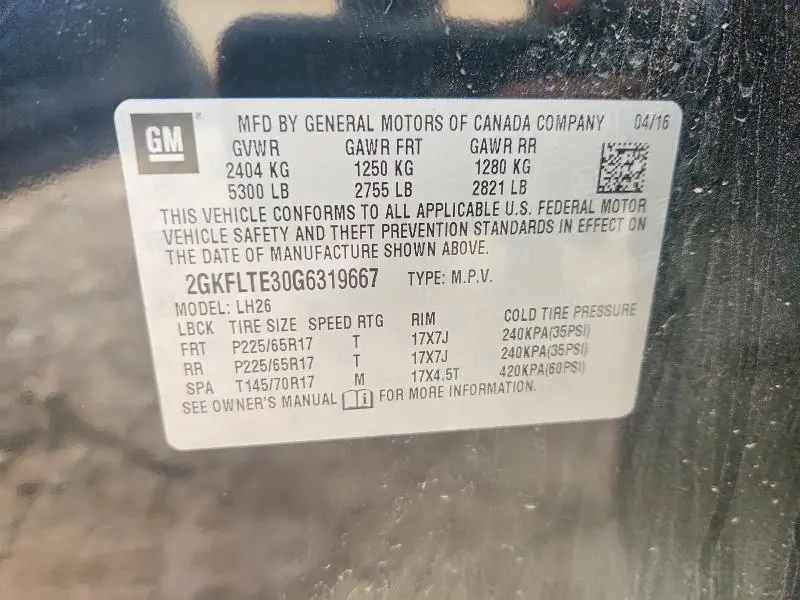 GM ® MFD BY GENERAL MOTORS OF CANADA COMPANY 04/16
GVWR GAWR FRT GAWR RR
2404 KG 1250 KG 1280 KG
5300 LB 2755 LB 2821 LB
THIS VEHICLE CONFORMS TO ALL APPLICABLE U.S. FEDERAL MOTOR
VEHICLE SAFETY AND THEFT PREVENTION STANDARDS IN EFFECT ON
THE DATE OF MANUFACTURE SHOWN ABOVE.
2GKFLTE30G6319667 TYPE: M.P.V.
MODEL: LH26
LBCK TIRE SIZE SPEED RTG RIM COLD TIRE PRESSURE
FRT P225/65R17 T 17X7J 240KPA(35PSI)
RR P225/65R17 T 17X7J 240KPA(35PSI)
SPA T145/70R17 M 17X4.5T 420KPA(60PSI)
SEE OWNER'S MANUAL i FOR MORE INFORMATION.